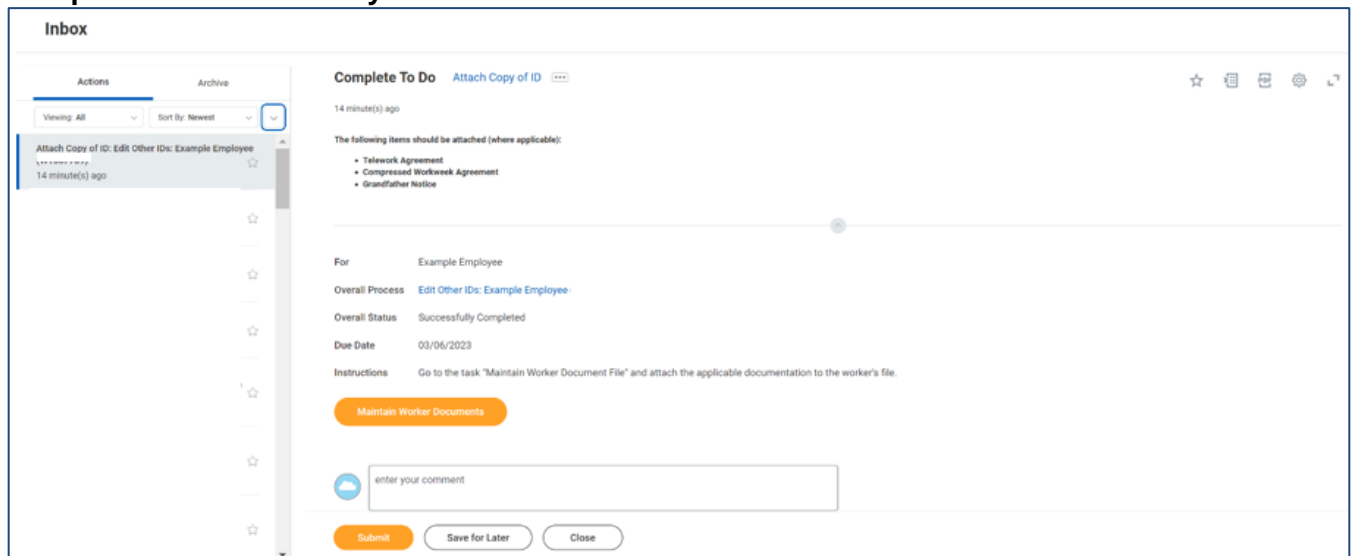 Inbox
Actions
Archive
Viewing: All
Sort By: Newest
Attach Copy of ID: Edit Other IDs: Example Employee
14 minute(s) ago
Complete To Do Attach Copy of ID
14 minute(s) ago
The following items should be attached (where applicable):
• Telework Agreement
• Compressed Workweek Agreement
• Grandfather Notice
For Example Employee
Overall Process Edit Other IDs: Example Employee
Overall Status Successfully Completed
Due Date 03/06/2023
Instructions Go to the task "Maintain Worker Document File" and attach the applicable documentation to the worker's file.
Maintain Worker Documents
enter your comment
Submit
Save for Later
Close